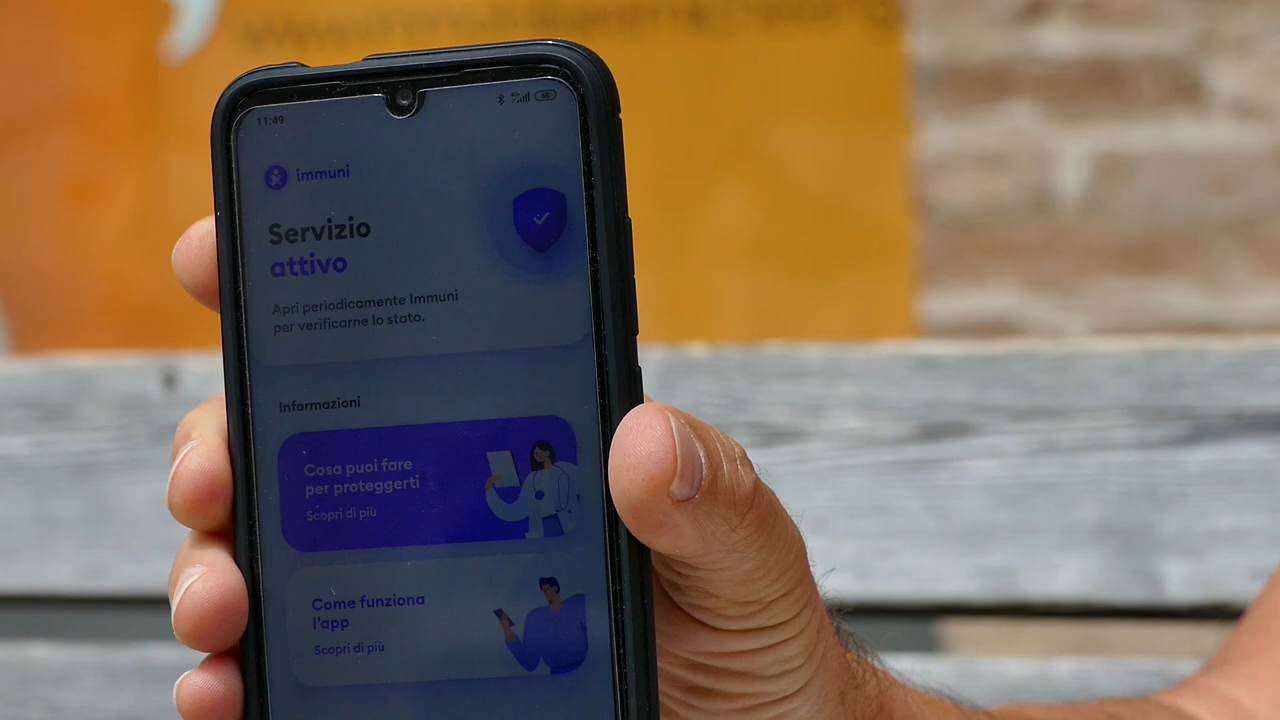 11:49
68
immuni
Servizio
attivo
Apri periodicamente Immuni
per verificarne lo stato.
Informazioni
Cosa puoi fare
per proteggerti
Scopri di più
Come funziona
l'app
Scopri di più